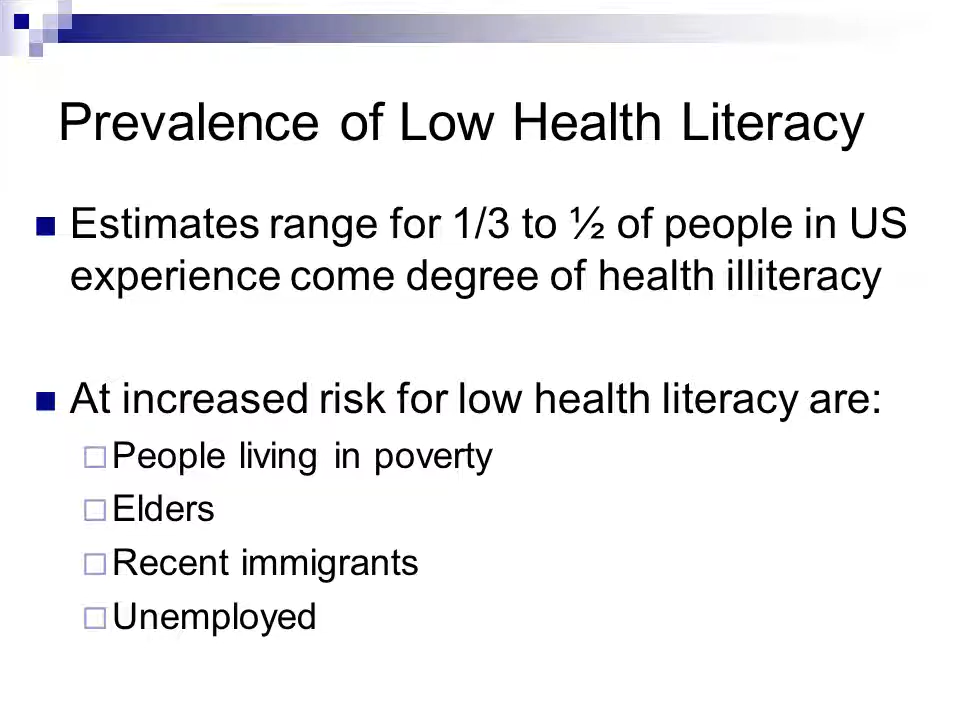 Prevalence of Low Health Literacy
Estimates range for 1/3 to ½ of people in US
experience come degree of health illiteracy
At increased risk for low health literacy are:
People living in poverty
Elders
Recent immigrants
Unemployed